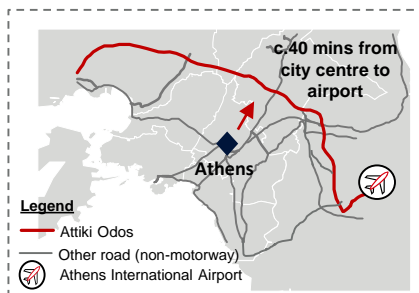 c.40 mins from
city centre to
airport
Athens
Legend
Attiki Odos
Other road (non-motorway)
Athens International Airport